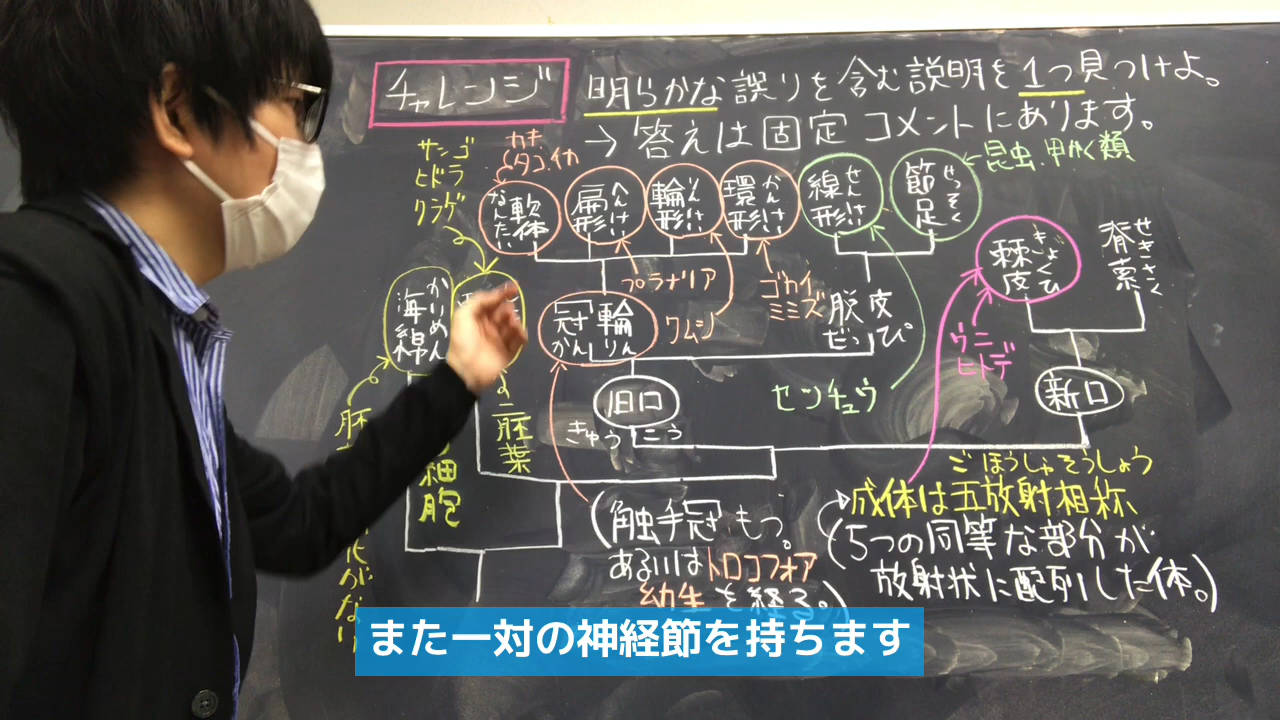 チャレンジ
明らかな誤りを含む説明を1つ見つけよ。
→答えは固定コメントにあります。
サンゴ
ヒドラ
クラゲ
カキ
タコ、イカ
軟体
なんたい
扁形
へんけい
輪形
りんけい
環形
かんけい
線形
せんけい
節足
せっそく
昆虫、甲かく類
棘皮
きょくひ
脊索
せきさく
海綿
かいめん
プラナリア
ワムシ
ゴカイ
ミミズ
冠輪
かんりん
脱皮
だっぴ
センチュウ
ウニ
ヒトデ
旧口
きゅうこう
新口
二胚葉
細胞
(触手冠をもつ。
あるいはトロコフォア
幼生を経る。)
ごほうしゃそうしょう
成体は五放射相称
(5つの同等な部分が
放射状に配列した体。)
また一対の神経節を持ちます